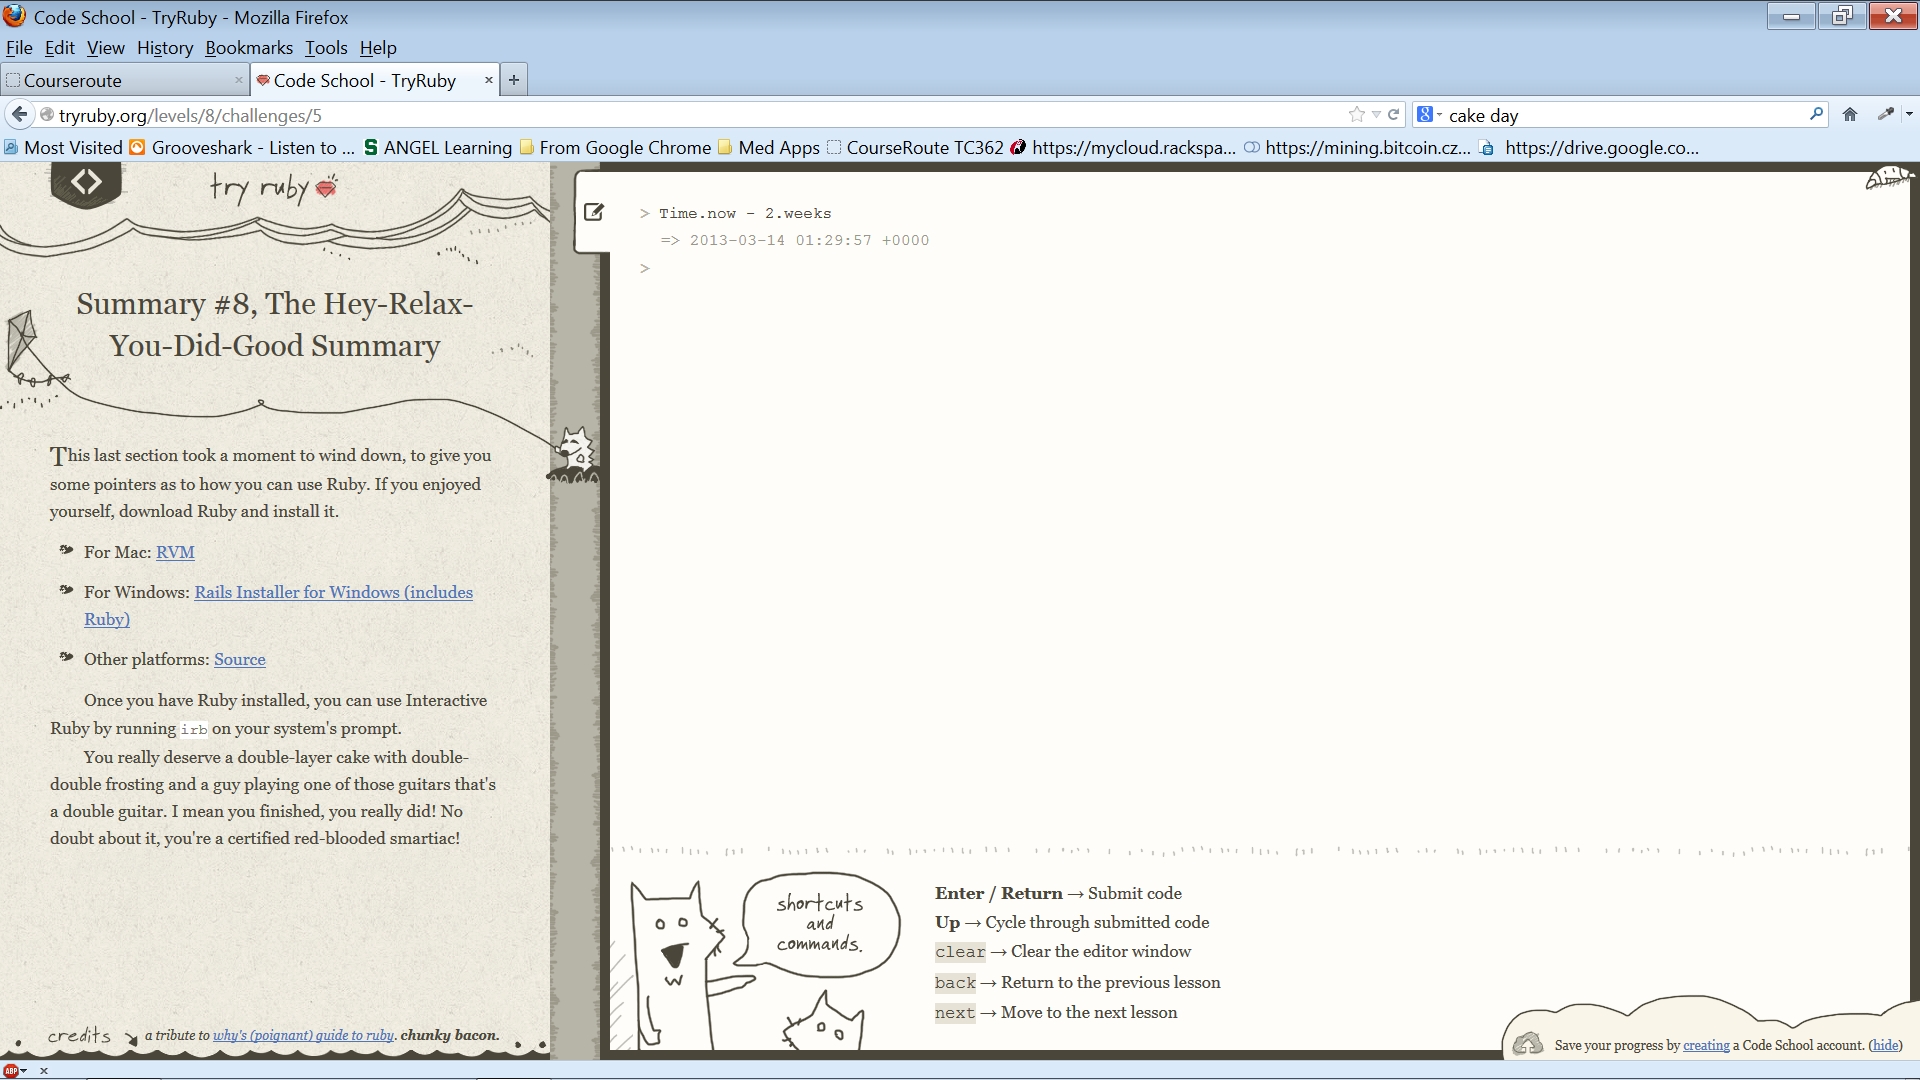 Code School - TryRuby - Mozilla Firefox
File Edit View History Bookmarks Tools Help
Courseroute
Code School - TryRuby
tryruby.org/levels/8/challenges/5
cake day
Most Visited Grooveshark - Listen to ... ANGEL Learning From Google Chrome Med Apps CourseRoute TC362 https://mycloud.rackspa... https://mining.bitcoin.cz... https://drive.google.co...
try ruby
> Time.now - 2.weeks
=> 2013-03-14 01:29:57 +0000
>
Summary #8, The Hey-Relax-
You-Did-Good Summary
This last section took a moment to wind down, to give you
some pointers as to how you can use Ruby. If you enjoyed
yourself, download Ruby and install it.
For Mac: RVM
For Windows: Rails Installer for Windows (includes
Ruby)
Other platforms: Source
Once you have Ruby installed, you can use Interactive
Ruby by running irb on your system's prompt.
You really deserve a double-layer cake with double-
double frosting and a guy playing one of those guitars that's
a double guitar. I mean you finished, you really did! No
doubt about it, you're a certified red-blooded smartiac!
credits a tribute to why's (poignant) guide to ruby. chunky bacon.
shortcuts
and
commands.
Enter / Return → Submit code
Up → Cycle through submitted code
clear → Clear the editor window
back → Return to the previous lesson
next → Move to the next lesson
Save your progress by creating a Code School account. (hide)
ABP